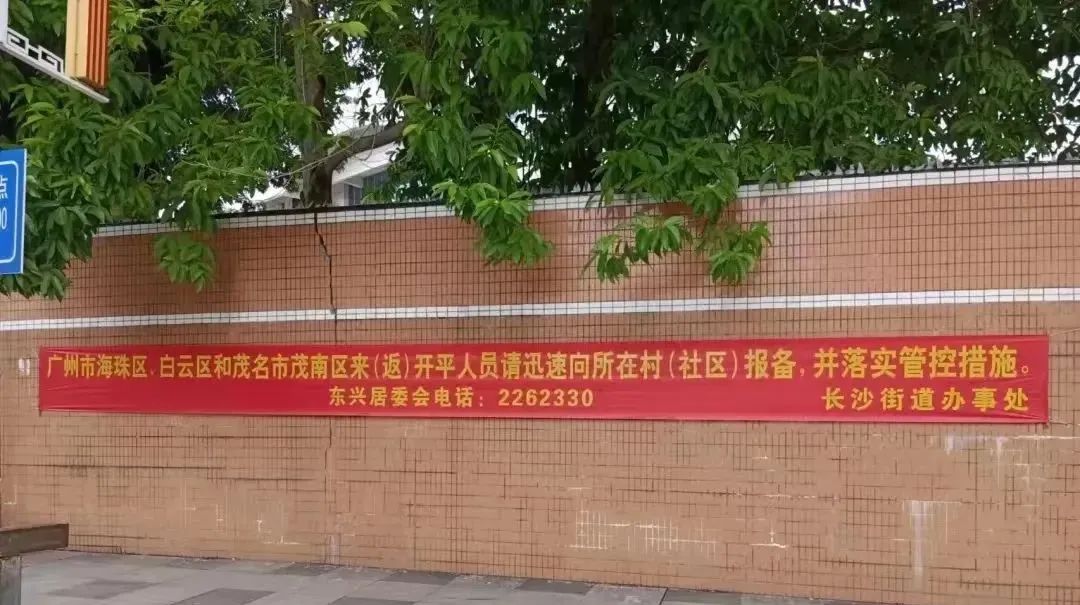 点
00
广州市海珠区、白云区和茂名市茂南区来(返)开平人员请迅速向所在村(社区)报备,并落实管控措施。
东兴居委会电话:2262330
长沙街道办事处